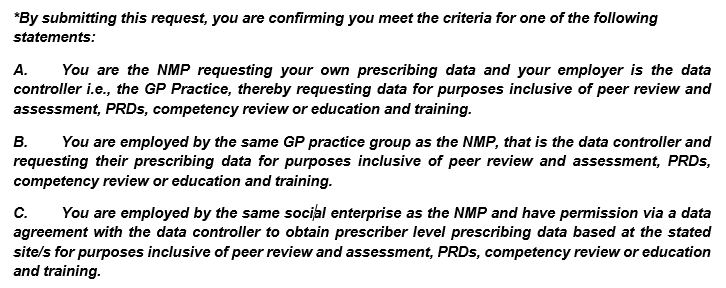 *By submitting this request, you are confirming you meet the criteria for one of the following
statements:
A. You are the NMP requesting your own prescribing data and your employer is the data
controller i.e., the GP Practice, thereby requesting data for purposes inclusive of peer review and
assessment, PRDs, competency review or education and training.
B. You are employed by the same GP practice group as the NMP, that is the data controller and
requesting their prescribing data for purposes inclusive of peer review and assessment, PRDs,
competency review or education and training.
C. You are employed by the same social enterprise as the NMP and have permission via a data
agreement with the data controller to obtain prescriber level prescribing data based at the stated
site/s for purposes inclusive of peer review and assessment, PRDs, competency review or education
and training.